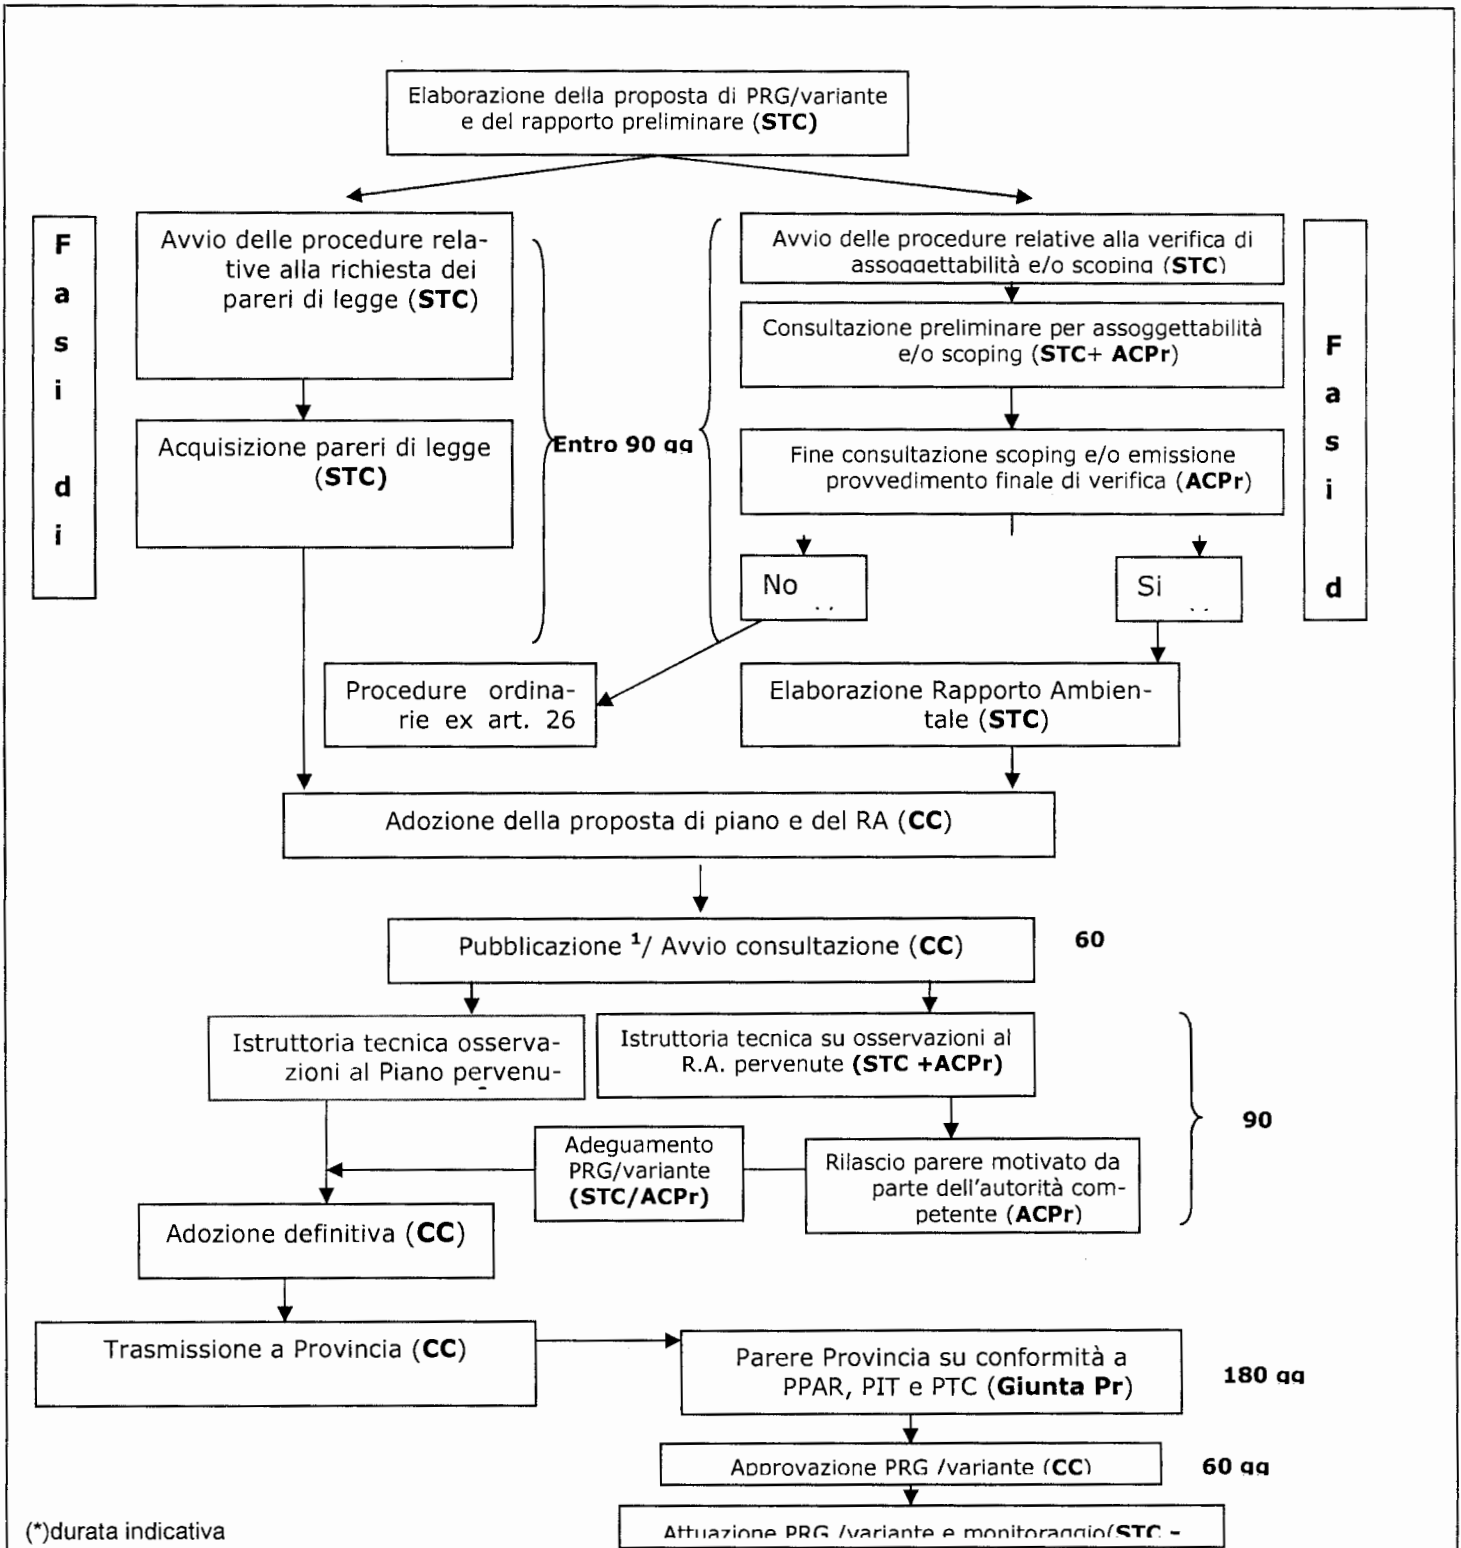 Elaborazione della proposta di PRG/variante
e del rapporto preliminare (STC)
F
a
s
i
d
i
Avvio delle procedure rela-
tive alla richiesta dei
pareri di legge (STC)
Acquisizione pareri di legge
(STC)
Entro 90 gg
Avvio delle procedure relative alla verifica di
assoggettabilità e/o scoping (STC)
Consultazione preliminare per assoggettabilità
e/o scoping (STC+ ACPr)
Fine consultazione scoping e/o emissione
provvedimento finale di verifica (ACPr)
No
Si
F
a
s
i
d
Procedure ordina-
rie ex art. 26
Elaborazione Rapporto Ambien-
tale (STC)
Adozione della proposta di piano e del RA (CC)
Pubblicazione 1/ Avvio consultazione (CC)
60
Istruttoria tecnica osserva-
zioni al Piano pervenu-
Istruttoria tecnica su osservazioni al
R.A. pervenute (STC +ACPr)
90
Adeguamento
PRG/variante
(STC/ACPr)
Rilascio parere motivato da
parte dell'autorità com-
petente (ACPr)
Adozione definitiva (CC)
Trasmissione a Provincia (CC)
Parere Provincia su conformità a
PPAR, PIT e PTC (Giunta Pr)
180 gg
Approvazione PRG /variante (CC)
60 gg
Attuazione PRG /variante e monitoraggio(STC –
(*)durata indicativa